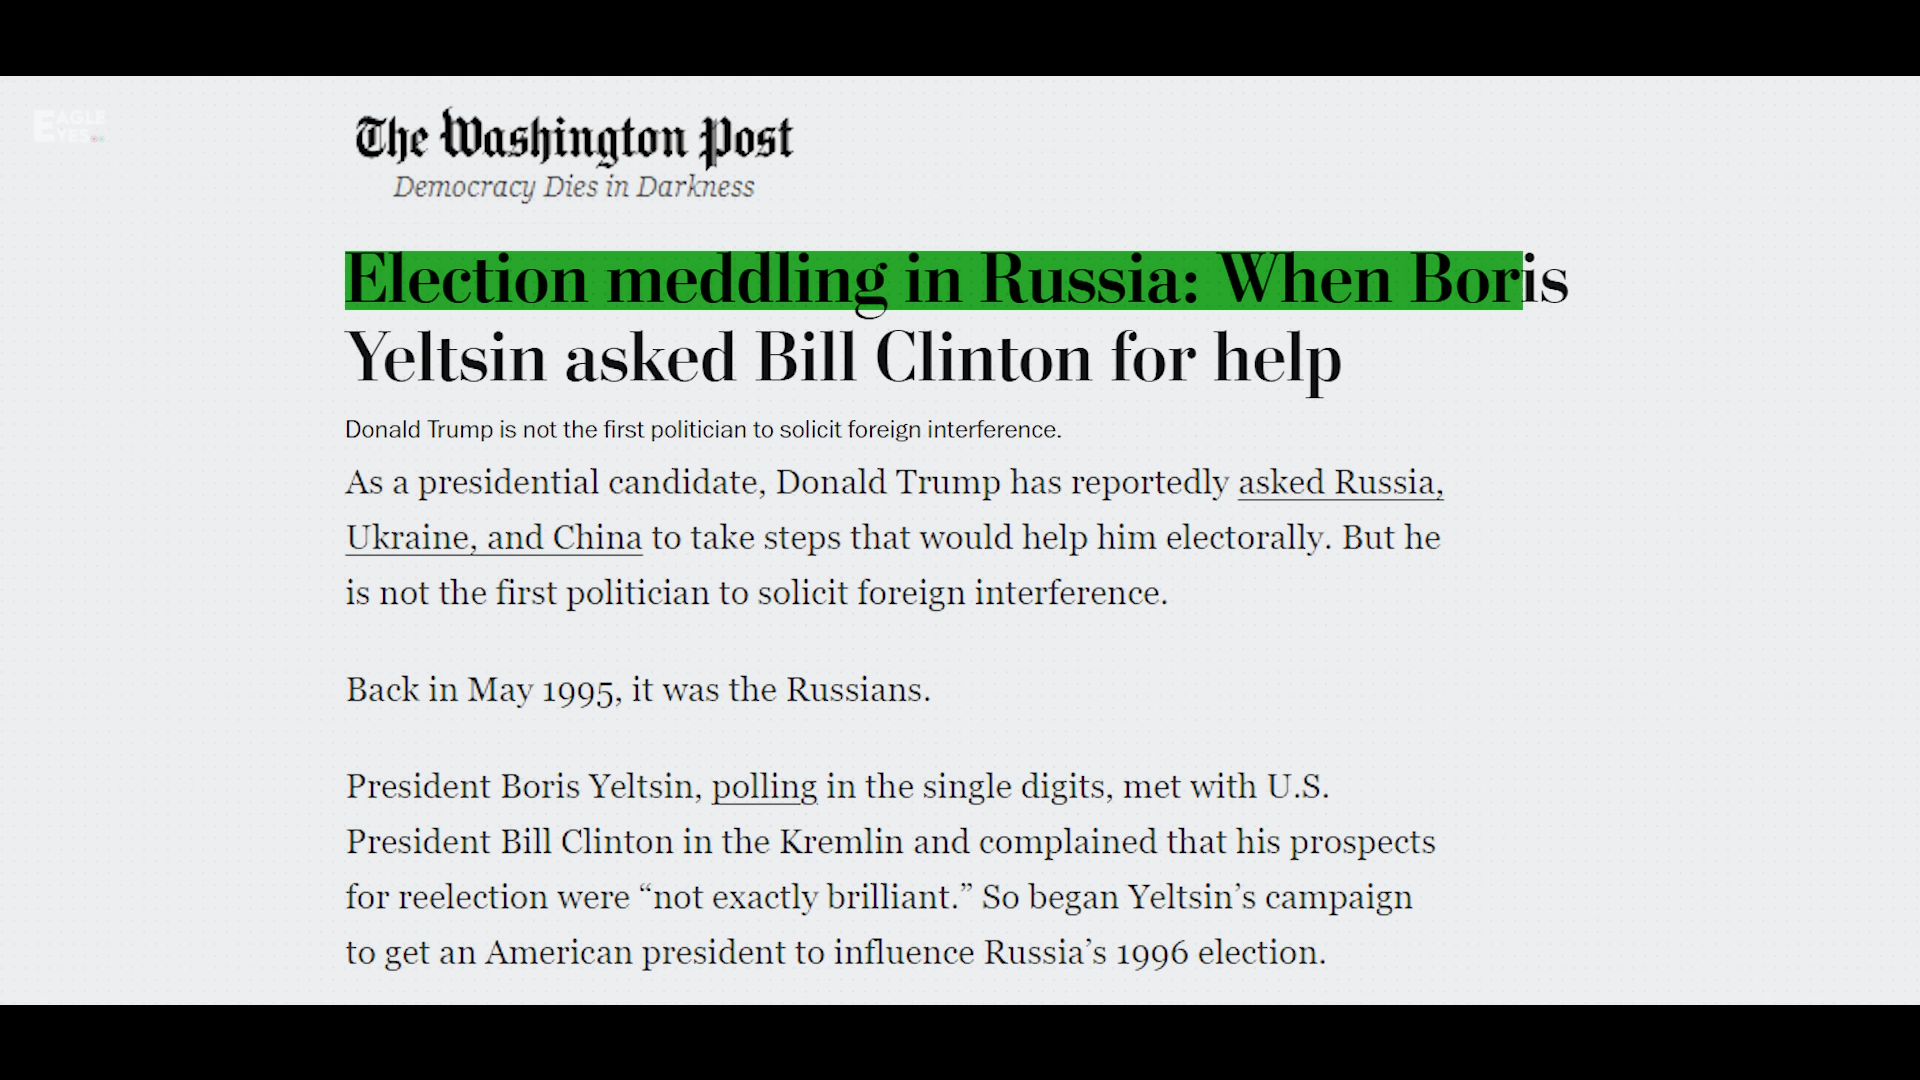 EAGLE
EYES
The Washington Post
Democracy Dies in Darkness
Election meddling in Russia: When Boris
Yeltsin asked Bill Clinton for help
Donald Trump is not the first politician to solicit foreign interference.
As a presidential candidate, Donald Trump has reportedly asked Russia,
Ukraine, and China to take steps that would help him electorally. But he
is not the first politician to solicit foreign interference.
Back in May 1995, it was the Russians.
President Boris Yeltsin, polling in the single digits, met with U.S.
President Bill Clinton in the Kremlin and complained that his prospects
for reelection were “not exactly brilliant.” So began Yeltsin’s campaign
to get an American president to influence Russia’s 1996 election.